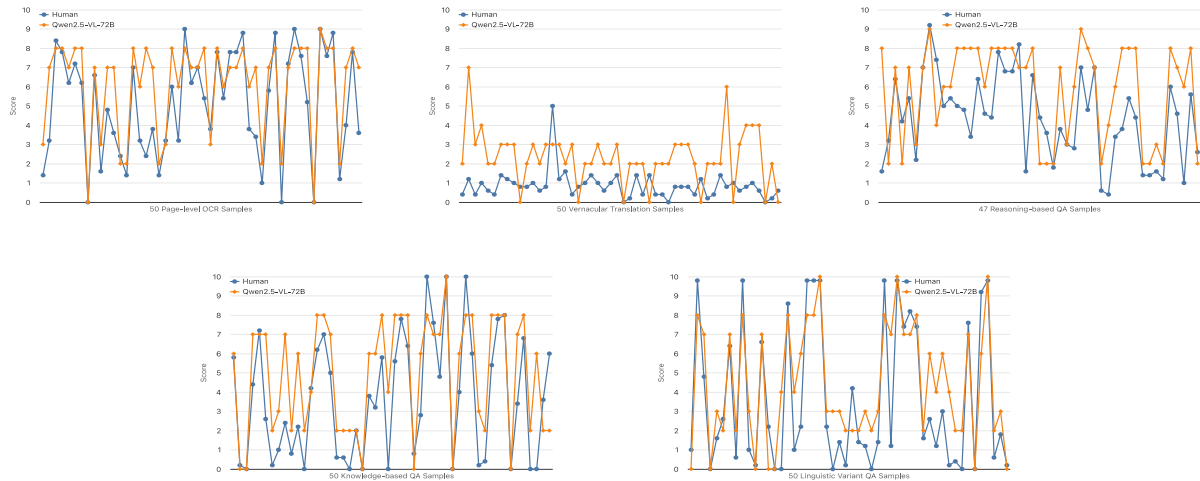 Human
Qwen2.5-VL-72B
10
9
8
7
6
5
4
3
2
1
0
Score
50 Page-level OCR Samples
Human
Qwen2.5-VL-72B
10
9
8
7
6
5
4
3
2
1
0
Score
50 Vernacular Translation Samples
Human
Qwen2.5-VL-72B
10
9
8
7
6
5
4
3
2
1
0
Score
47 Reasoning-based QA Samples
Human
Qwen2.5-VL-72B
10
9
8
7
6
5
4
3
2
1
0
Score
50 Knowledge-based QA Samples
Human
Qwen2.5-VL-72B
10
9
8
7
6
5
4
3
2
1
0
Score
50 Linguistic Variant QA Samples